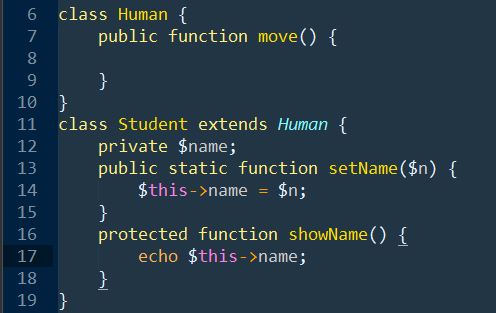 6 class Human {
7     public function move() {
8
9     }
10 }
11 class Student extends Human {
12     private $name;
13     public static function setName($n) {
14         $this->name = $n;
15     }
16     protected function showName() {
17         echo $this->name;
18     }
19 }